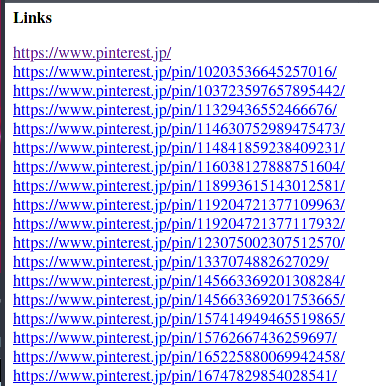 Links
https://www.pinterest.jp/
https://www.pinterest.jp/pin/10203536645257016/
https://www.pinterest.jp/pin/103723597657895442/
https://www.pinterest.jp/pin/11329436552466676/
https://www.pinterest.jp/pin/114630752989475473/
https://www.pinterest.jp/pin/114841859238409231/
https://www.pinterest.jp/pin/116038127888751604/
https://www.pinterest.jp/pin/118993615143012581/
https://www.pinterest.jp/pin/119204721377109963/
https://www.pinterest.jp/pin/119204721377117932/
https://www.pinterest.jp/pin/123075002307512570/
https://www.pinterest.jp/pin/1337074882627029/
https://www.pinterest.jp/pin/145663369201308284/
https://www.pinterest.jp/pin/145663369201753665/
https://www.pinterest.jp/pin/157414949465519865/
https://www.pinterest.jp/pin/15762667436259697/
https://www.pinterest.jp/pin/165225880069942458/
https://www.pinterest.jp/pin/16747829854028541/